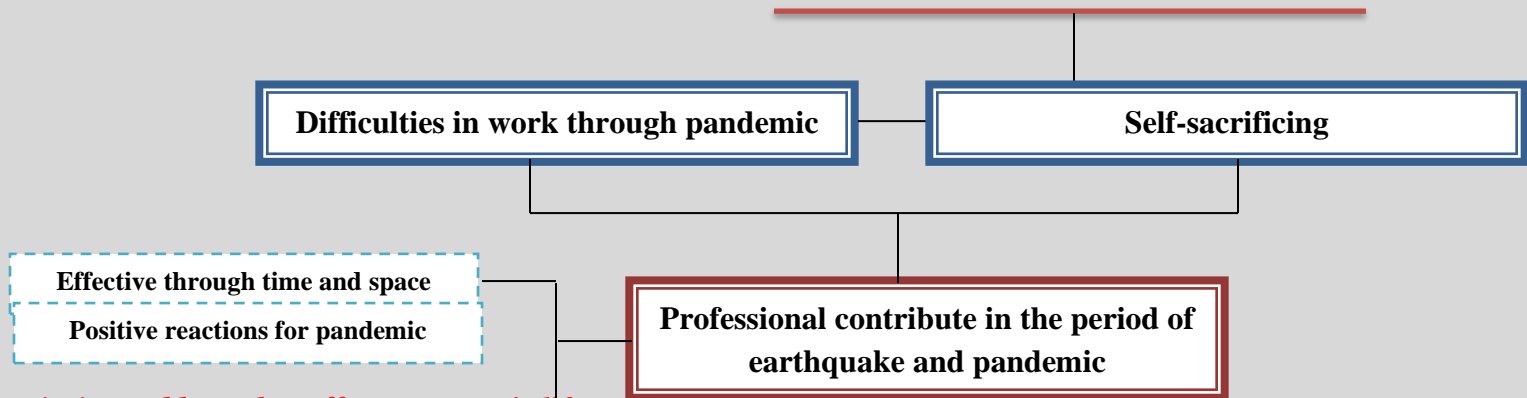 Difficulties in work through pandemic
Self-sacrificing
Effective through time and space
Positive reactions for pandemic
Professional contribute in the period of
earthquake and pandemic